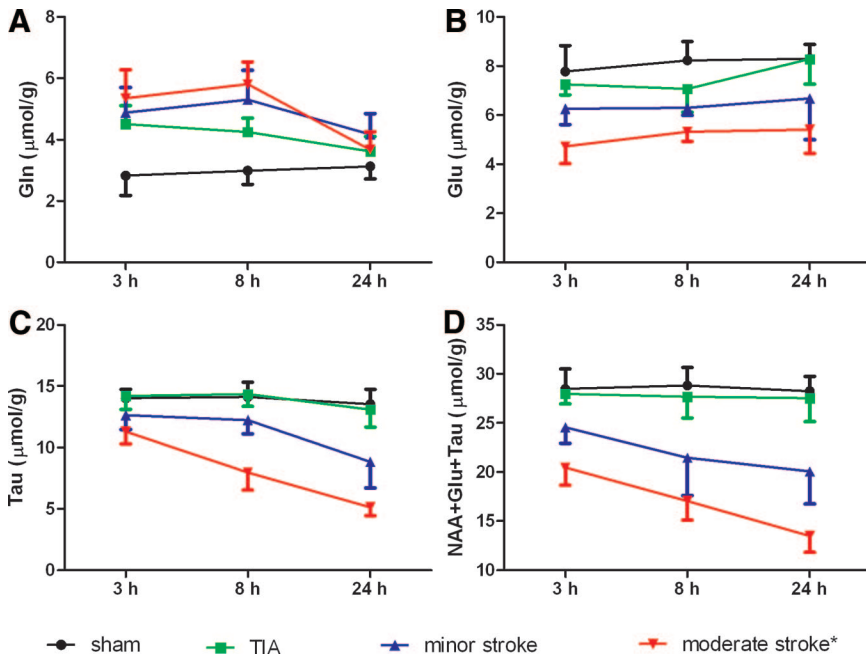 A
Gln (μmol/g)
8
6
4
2
0
3 h 8 h 24 h
B
Glu (μmol/g)
10
8
6
4
2
0
3 h 8 h 24 h
C
Tau (μmol/g)
20
15
10
5
0
3 h 8 h 24 h
D
NAA+Glu+Tau (μmol/g)
35
30
25
20
15
10
3 h 8 h 24 h
sham TIA minor stroke moderate stroke*